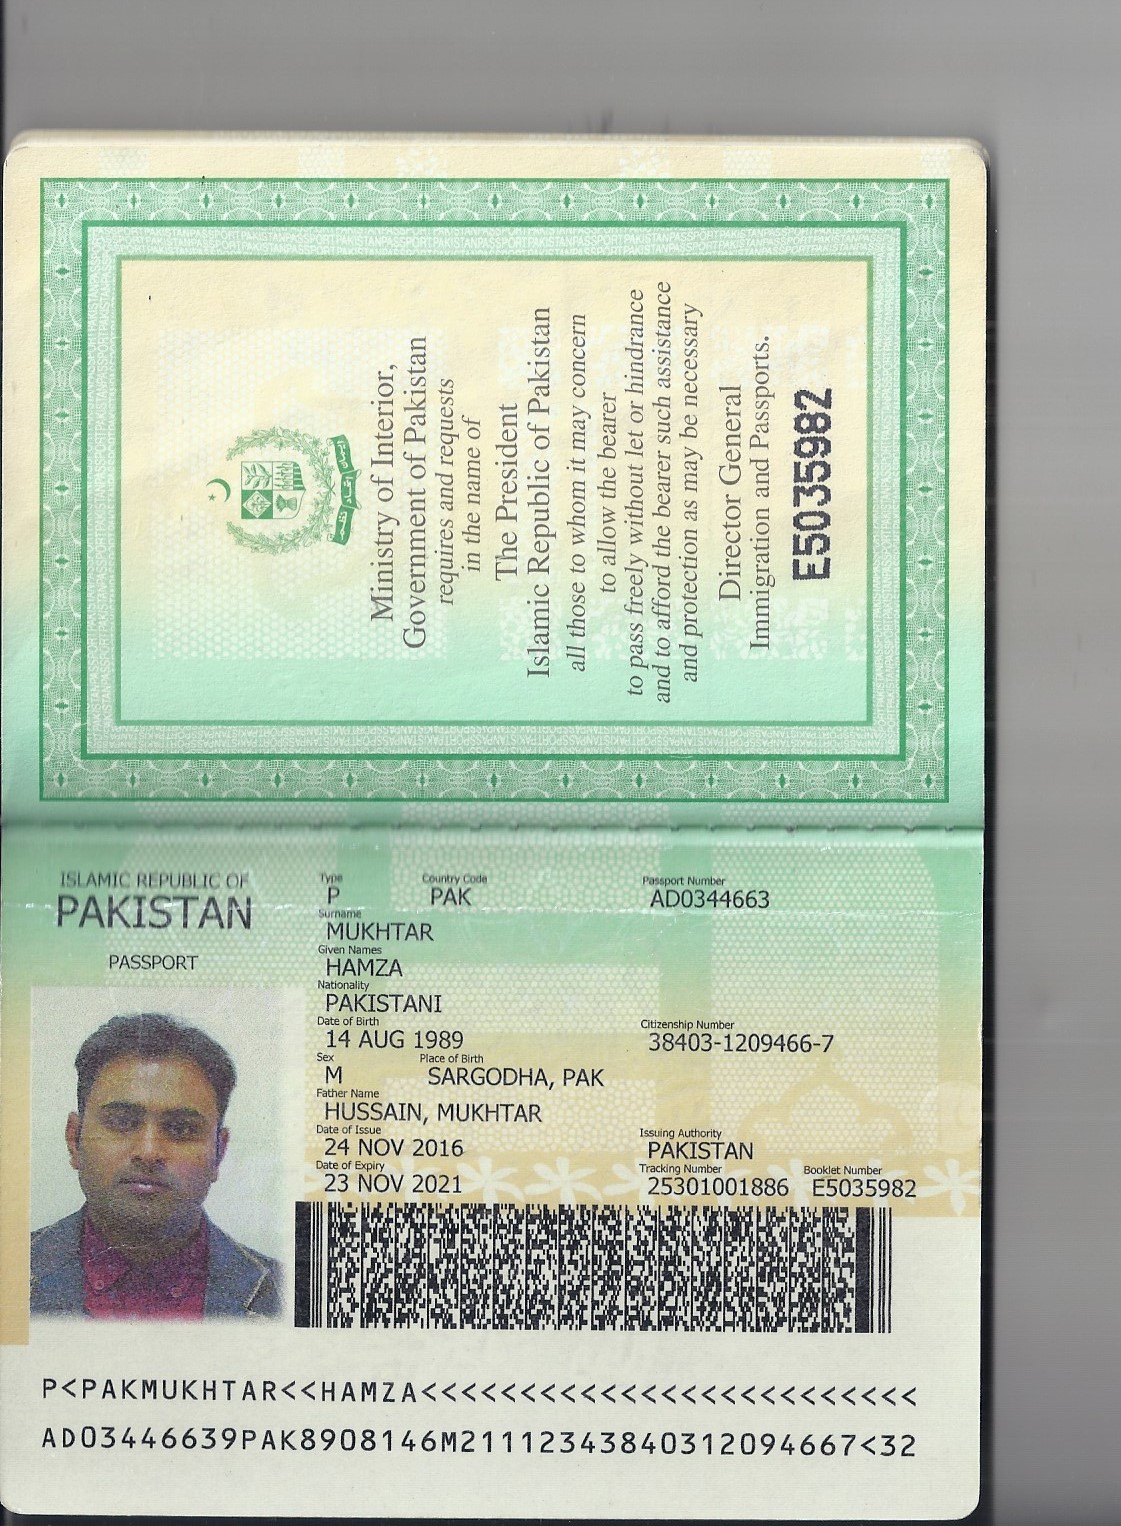 Ministry of Interior,
Government of Pakistan
requires and requests
in the name of
The President
Islamic Republic of Pakistan
all those to whom it may concern
to allow the bearer
to pass freely without let or hindrance
and to afford the bearer such assistance
and protection as may be necessary
Director General
Immigration and Passports.
E5035982
ISLAMIC REPUBLIC OF
PAKISTAN
PASSPORT
Type Country Code Passport Number
P PAK AD0344663
Surname
MUKHTAR
Given Names
HAMZA
Nationality
PAKISTANI
Date of Birth Citizenship Number
14 AUG 1989 38403-1209466-7
Sex Place of Birth
M SARGODHA, PAK
Father Name
HUSSAIN, MUKHTAR
Date of Issue Issuing Authority
24 NOV 2016 PAKISTAN
Date of Expiry Tracking Number Booklet Number
23 NOV 2021 25301001886 E5035982
P<PAKMUKHTAR<<HAMZA<<<<<<<<<<<<<<<<<<<<<<<<<
AD03446639PAK8908146M21112343840312094667<32